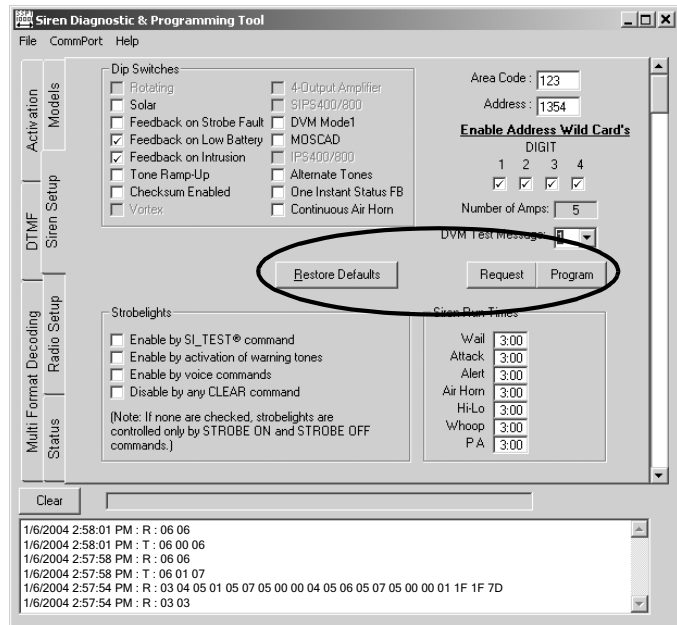 Siren Diagnostic & Programming Tool
File CommPort Help
Activation
Models
DTMF
Siren Setup
Multi Format Decoding
Radio Setup
Status
Dip Switches
Rotating
Solar
Feedback on Strobe Fault
Feedback on Low Battery
Feedback on Intrusion
Tone Ramp-Up
Checksum Enabled
Vortex
4-Output Amplifier
SIPS400/800
DVM Mode1
MOSCAD
IPS400/800
Alternate Tones
One Instant Status FB
Continuous Air Horn
Area Code : 123
Address : 1354
Enable Address Wild Card's
DIGIT
1 2 3 4
Number of Amps: 5
DVM Test Message: 1
Restore Defaults
Request Program
Strobelights
Enable by SI_TEST® command
Enable by activation of warning tones
Enable by voice commands
Disable by any CLEAR command
(Note: If none are checked, strobelights are
controlled only by STROBE ON and STROBE OFF
commands.)
Siren Run Times
Wail 3:00
Attack 3:00
Alert 3:00
Air Horn 3:00
Hi-Lo 3:00
Whoop 3:00
P A 3:00
Clear
1/6/2004 2:58:01 PM : R : 06 06
1/6/2004 2:58:01 PM : T : 06 00 06
1/6/2004 2:57:58 PM : R : 06 06
1/6/2004 2:57:58 PM : T : 06 01 07
1/6/2004 2:57:54 PM : R : 03 04 05 01 05 07 05 00 00 04 05 06 05 07 05 00 00 01 1F 1F 7D
1/6/2004 2:57:54 PM : R : 03 03